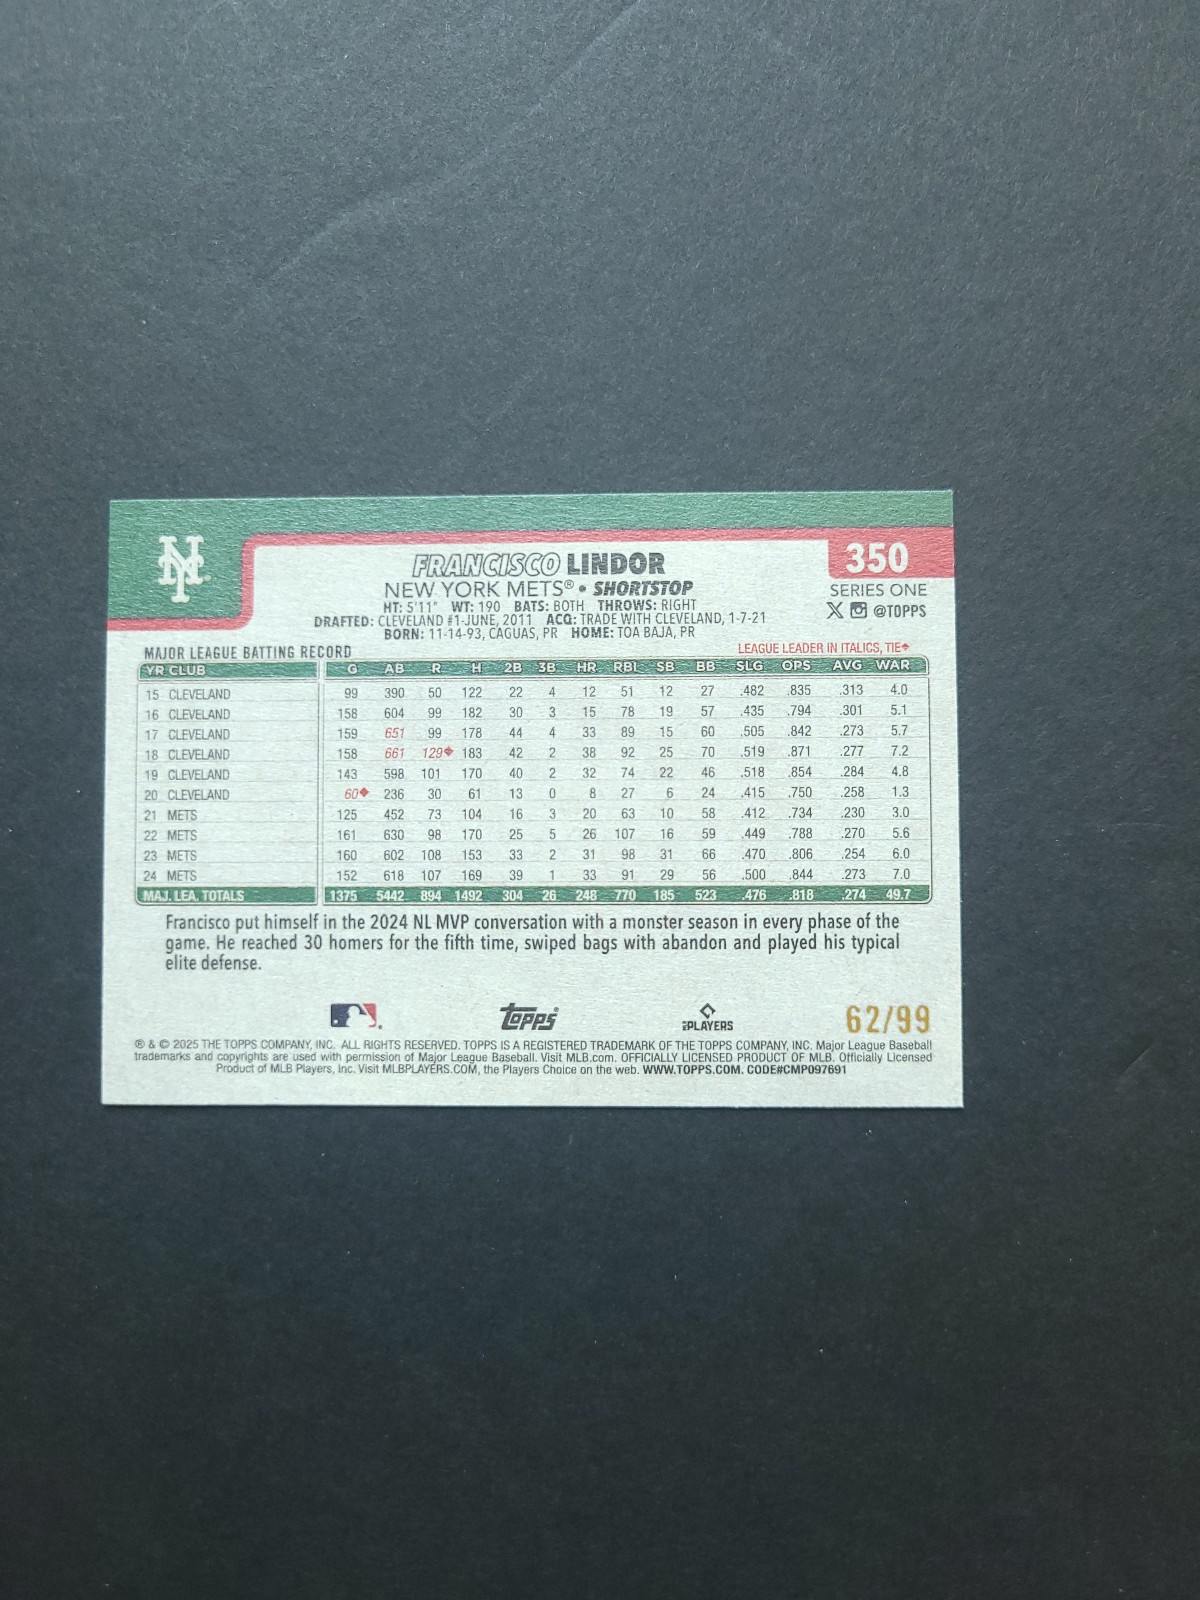 NY
FRANCISCO LINDOR
350
NEW YORK METS® • SHORTSTOP
SERIES ONE
HT: 5'11" WT: 190 BATS: BOTH THROWS: RIGHT
X @TOPPS
DRAFTED: CLEVELAND #1-JUNE, 2011 ACQ: TRADE WITH CLEVELAND, 1-7-21
BORN: 11-14-93, CAGUAS, PR HOME: TOA BAJA, PR
MAJOR LEAGUE BATTING RECORD LEAGUE LEADER IN ITALICS, TIE♦
YR CLUB G AB R H 2B 3B HR RBI SB BB SLG OPS AVG WAR
15 CLEVELAND 99 390 50 122 22 4 12 51 12 27 .482 .835 .313 4.0
16 CLEVELAND 158 604 99 182 30 3 15 78 19 57 .435 .794 .301 5.1
17 CLEVELAND 159 651 99 178 44 4 33 89 15 60 .505 .842 .273 5.7
18 CLEVELAND 158 661 129♦ 183 42 2 38 92 25 70 .519 .871 .277 7.2
19 CLEVELAND 143 598 101 170 40 2 32 74 22 46 .518 .854 .284 4.8
20 CLEVELAND 60♦ 236 30 61 13 0 8 27 6 24 .415 .750 .258 1.3
21 METS 125 452 73 104 16 3 20 63 10 58 .412 .734 .230 3.0
22 METS 161 630 98 170 25 5 26 107 16 59 .449 .788 .270 5.6
23 METS 160 602 108 153 33 2 31 98 31 66 .470 .806 .254 6.0
24 METS 152 618 107 169 39 1 33 91 29 56 .500 .844 .273 7.0
MAJ. LEA. TOTALS 1375 5442 894 1492 304 26 248 770 185 523 .476 .818 .274 49.7
Francisco put himself in the 2024 NL MVP conversation with a monster season in every phase of the
game. He reached 30 homers for the fifth time, swiped bags with abandon and played his typical
elite defense.
topps®
MLB PLAYERS
62/99
® & © 2025 THE TOPPS COMPANY, INC. ALL RIGHTS RESERVED. TOPPS IS A REGISTERED TRADEMARK OF THE TOPPS COMPANY, INC. Major League Baseball
trademarks and copyrights are used with permission of Major League Baseball. Visit MLB.com. OFFICIALLY LICENSED PRODUCT OF MLB. Officially Licensed
Product of MLB Players, Inc. Visit MLBPLAYERS.COM, the Players Choice on the web. WWW.TOPPS.COM. CODE#CMP097691